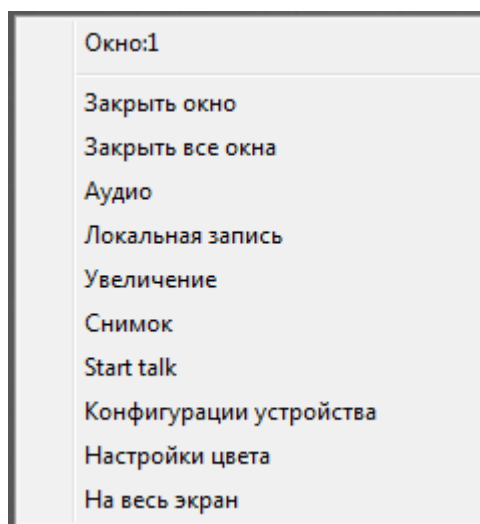 Окно:1
Закрыть окно
Закрыть все окна
Аудио
Локальная запись
Увеличение
Снимок
Start talk
Конфигурации устройства
Настройки цвета
На весь экран